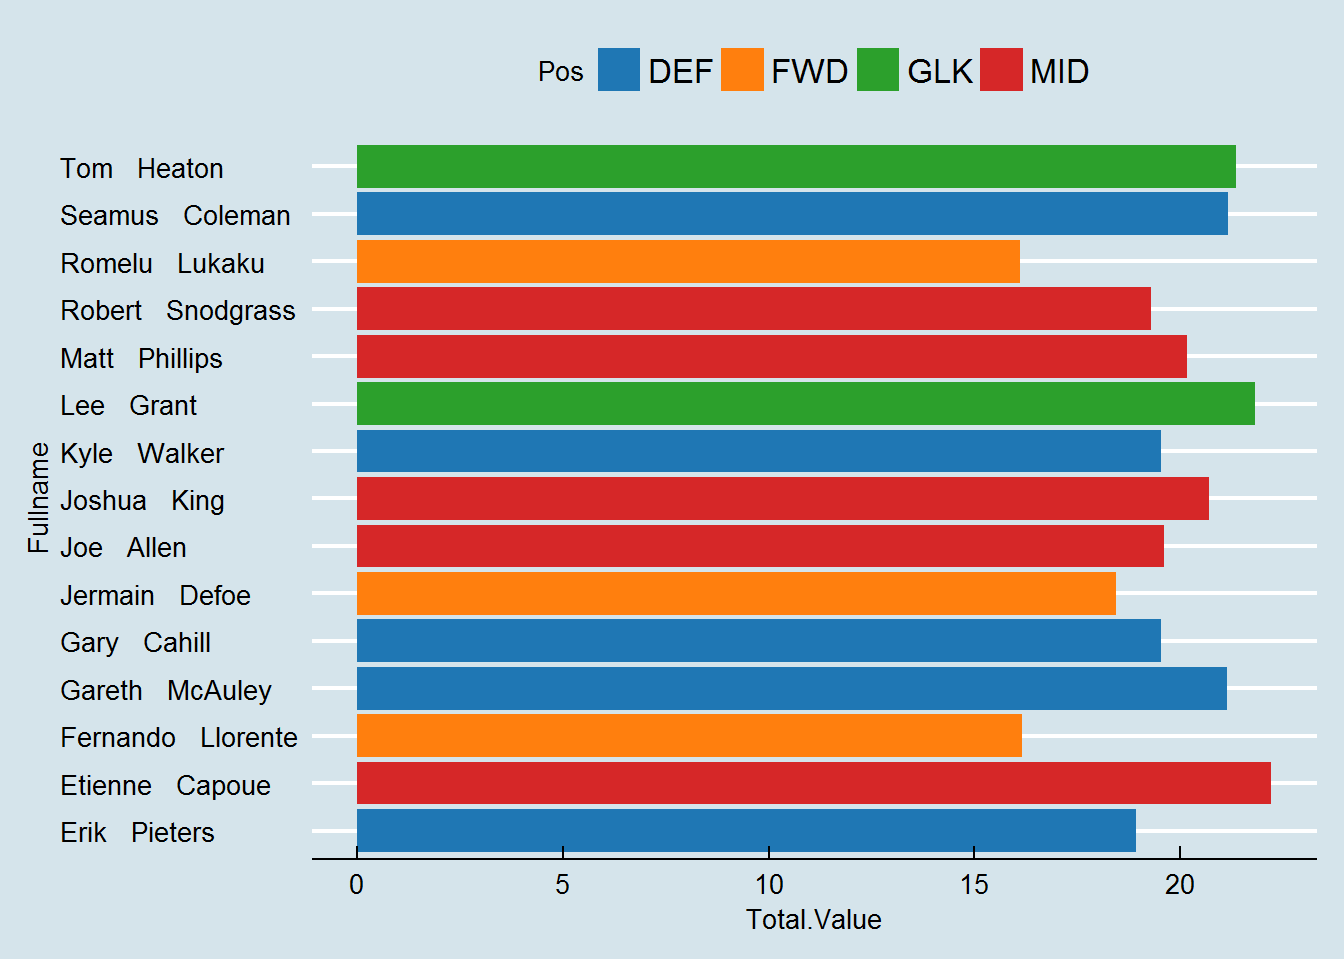 Pos DEF FWD GLK MID
Tom Heaton
Seamus Coleman
Romelu Lukaku
Robert Snodgrass
Matt Phillips
Lee Grant
Kyle Walker
Joshua King
Joe Allen
Jermain Defoe
Gary Cahill
Gareth McAuley
Fernando Llorente
Etienne Capoue
Erik Pieters
Fullname
0 5 10 15 20
Total.Value